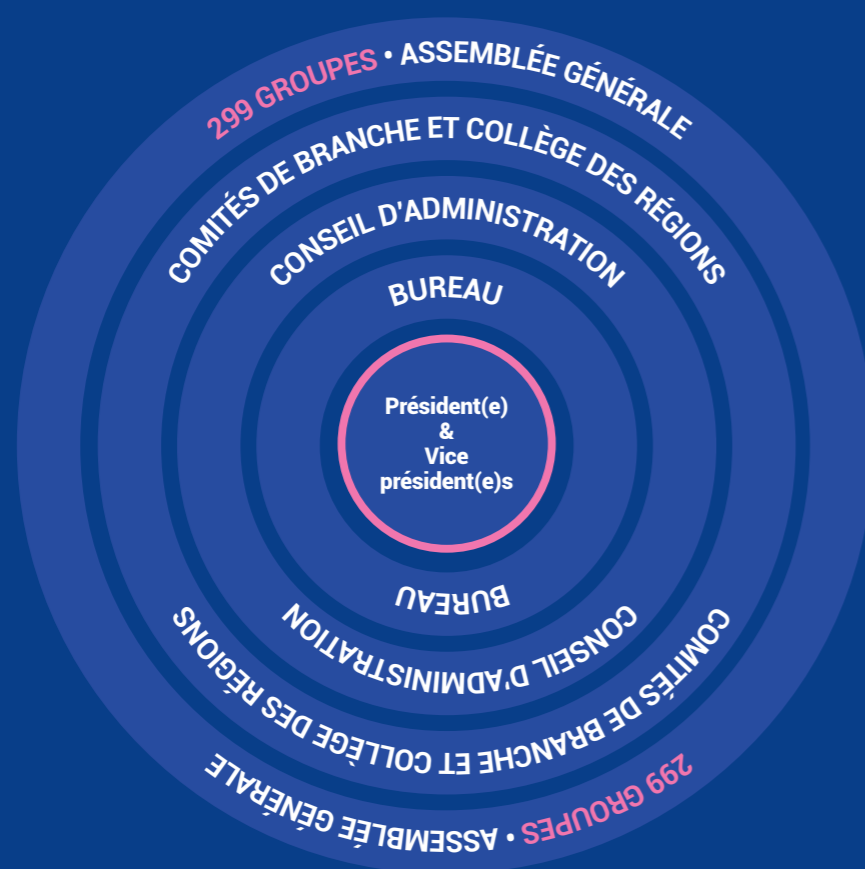 299 GROUPES • ASSEMBLÉE GÉNÉRALE
COMITÉS DE BRANCHE ET COLLÈGE DES RÉGIONS
CONSEIL D'ADMINISTRATION
BUREAU
Président(e)
&
Vice
président(e)s
BUREAU
CONSEIL D'ADMINISTRATION
COMITÉS DE BRANCHE ET COLLÈGE DES RÉGIONS
299 GROUPES • ASSEMBLÉE GÉNÉRALE